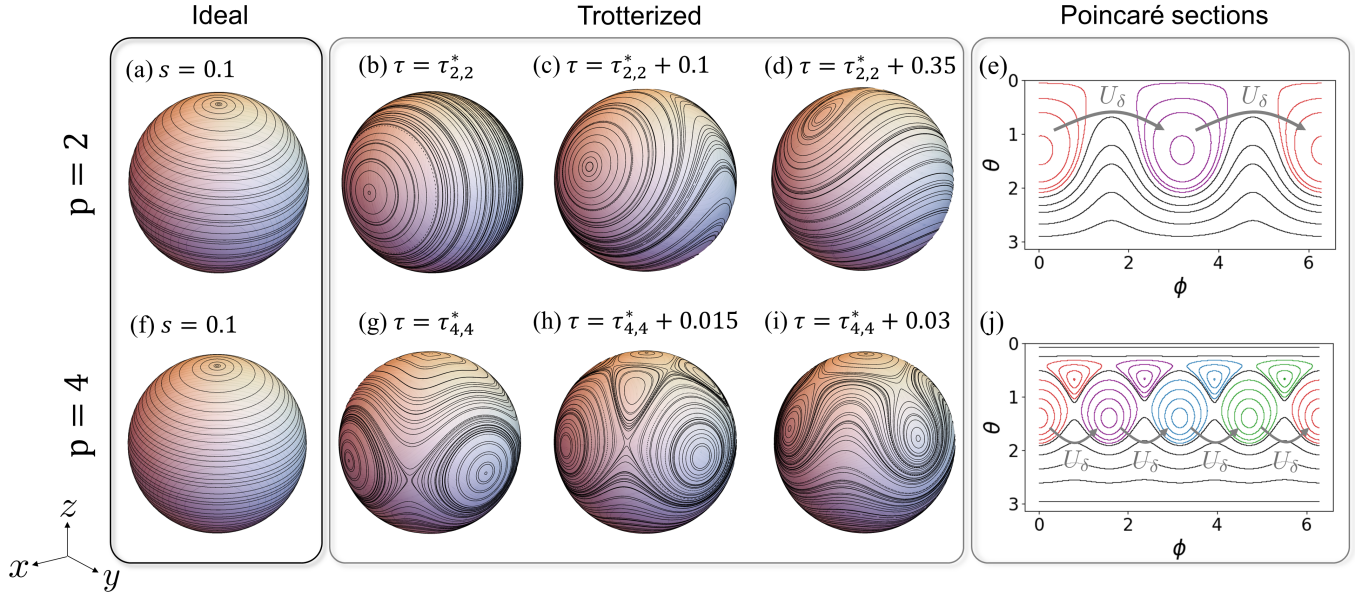 Ideal
Trotterized
Poincaré sections
p = 2
(a) s = 0.1
(b) τ = τ*2,2
(c) τ = τ*2,2 + 0.1
(d) τ = τ*2,2 + 0.35
(e)
Uδ Uδ
θ
0
1
2
3
0 2 4 6
ϕ
p = 4
(f) s = 0.1
(g) τ = τ*4,4
(h) τ = τ*4,4 + 0.015
(i) τ = τ*4,4 + 0.03
(j)
Uδ Uδ Uδ Uδ
θ
0
1
2
3
0 2 4 6
ϕ
z
x
y